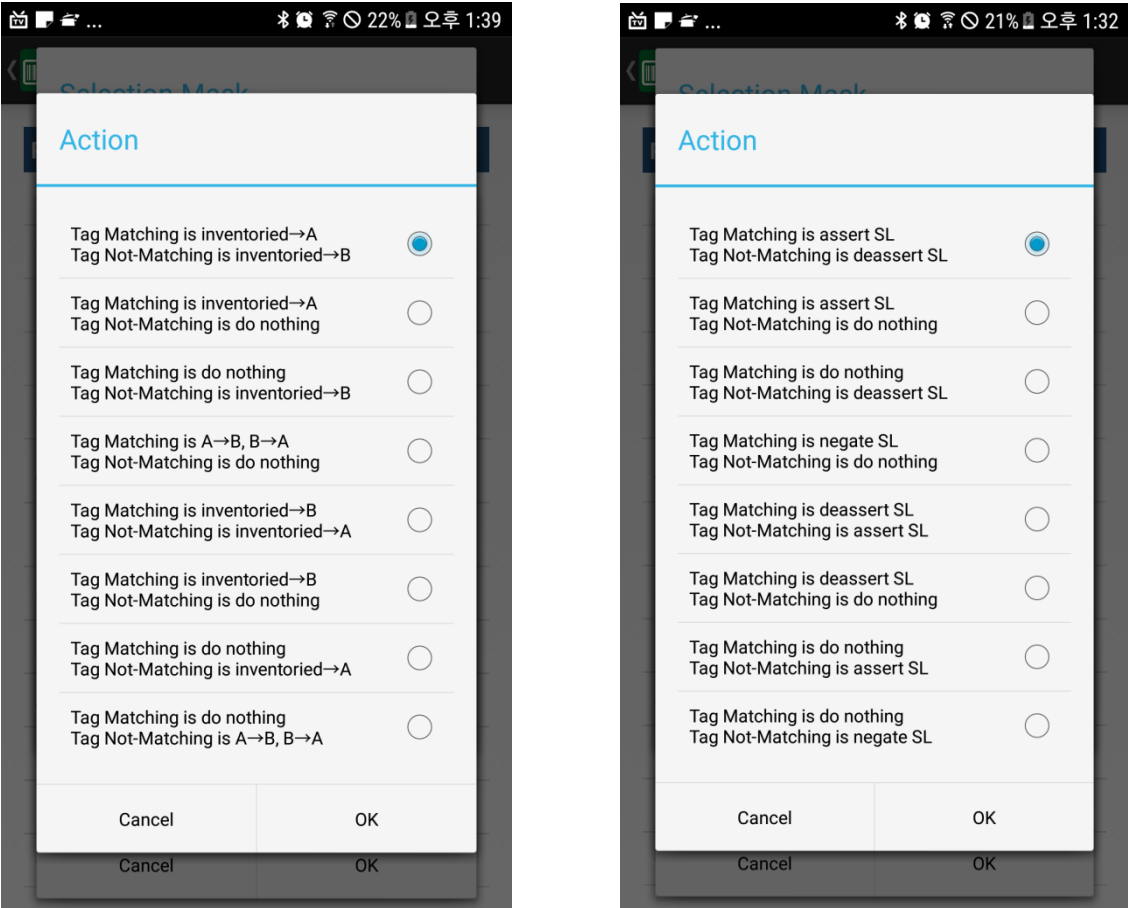 ... 22% 오후 1:39
Selection Mask
Action
Tag Matching is inventoried→A
Tag Not-Matching is inventoried→B
Tag Matching is inventoried→A
Tag Not-Matching is do nothing
Tag Matching is do nothing
Tag Not-Matching is inventoried→B
Tag Matching is A→B, B→A
Tag Not-Matching is do nothing
Tag Matching is inventoried→B
Tag Not-Matching is inventoried→A
Tag Matching is inventoried→B
Tag Not-Matching is do nothing
Tag Matching is do nothing
Tag Not-Matching is inventoried→A
Tag Matching is do nothing
Tag Not-Matching is A→B, B→A
Cancel OK
Cancel OK
... 21% 오후 1:32
Selection Mask
Action
Tag Matching is assert SL
Tag Not-Matching is deassert SL
Tag Matching is assert SL
Tag Not-Matching is do nothing
Tag Matching is do nothing
Tag Not-Matching is deassert SL
Tag Matching is negate SL
Tag Not-Matching is do nothing
Tag Matching is deassert SL
Tag Not-Matching is assert SL
Tag Matching is deassert SL
Tag Not-Matching is do nothing
Tag Matching is do nothing
Tag Not-Matching is assert SL
Tag Matching is do nothing
Tag Not-Matching is negate SL
Cancel OK
Cancel OK